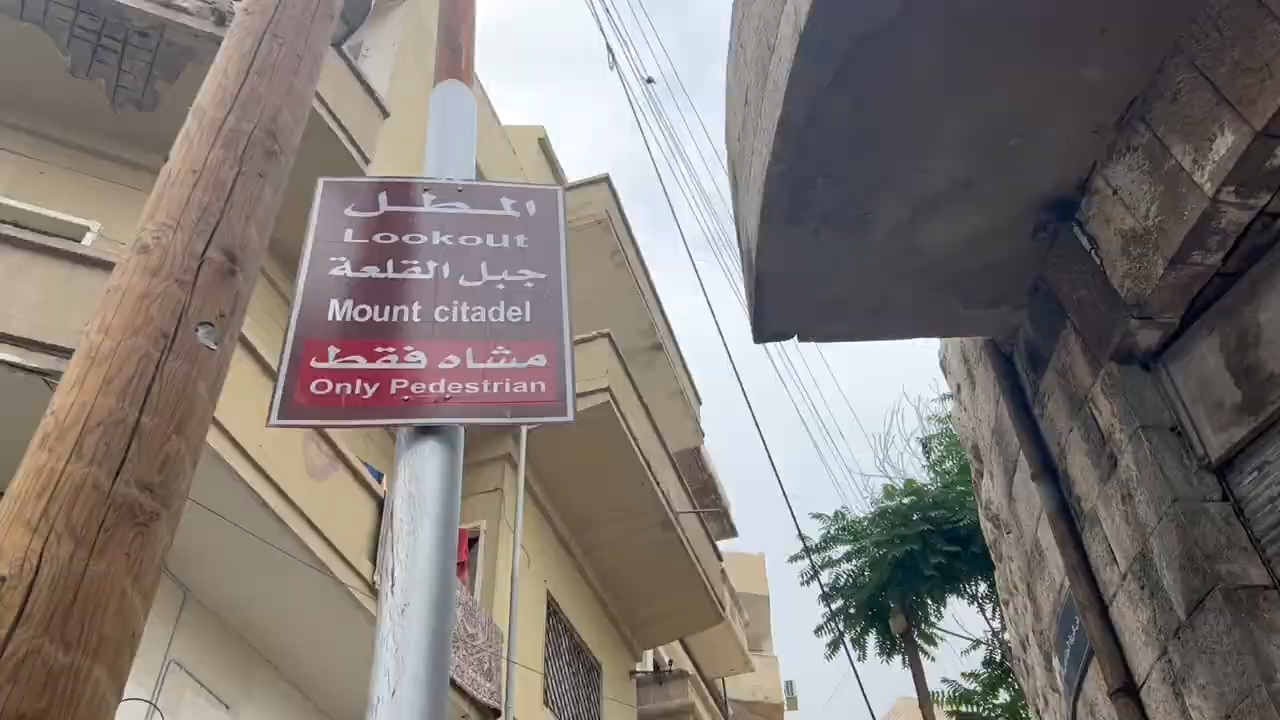 المطل
Lookout
جبل القلعة
Mount citadel
مشاه فقط
Only Pedestrian